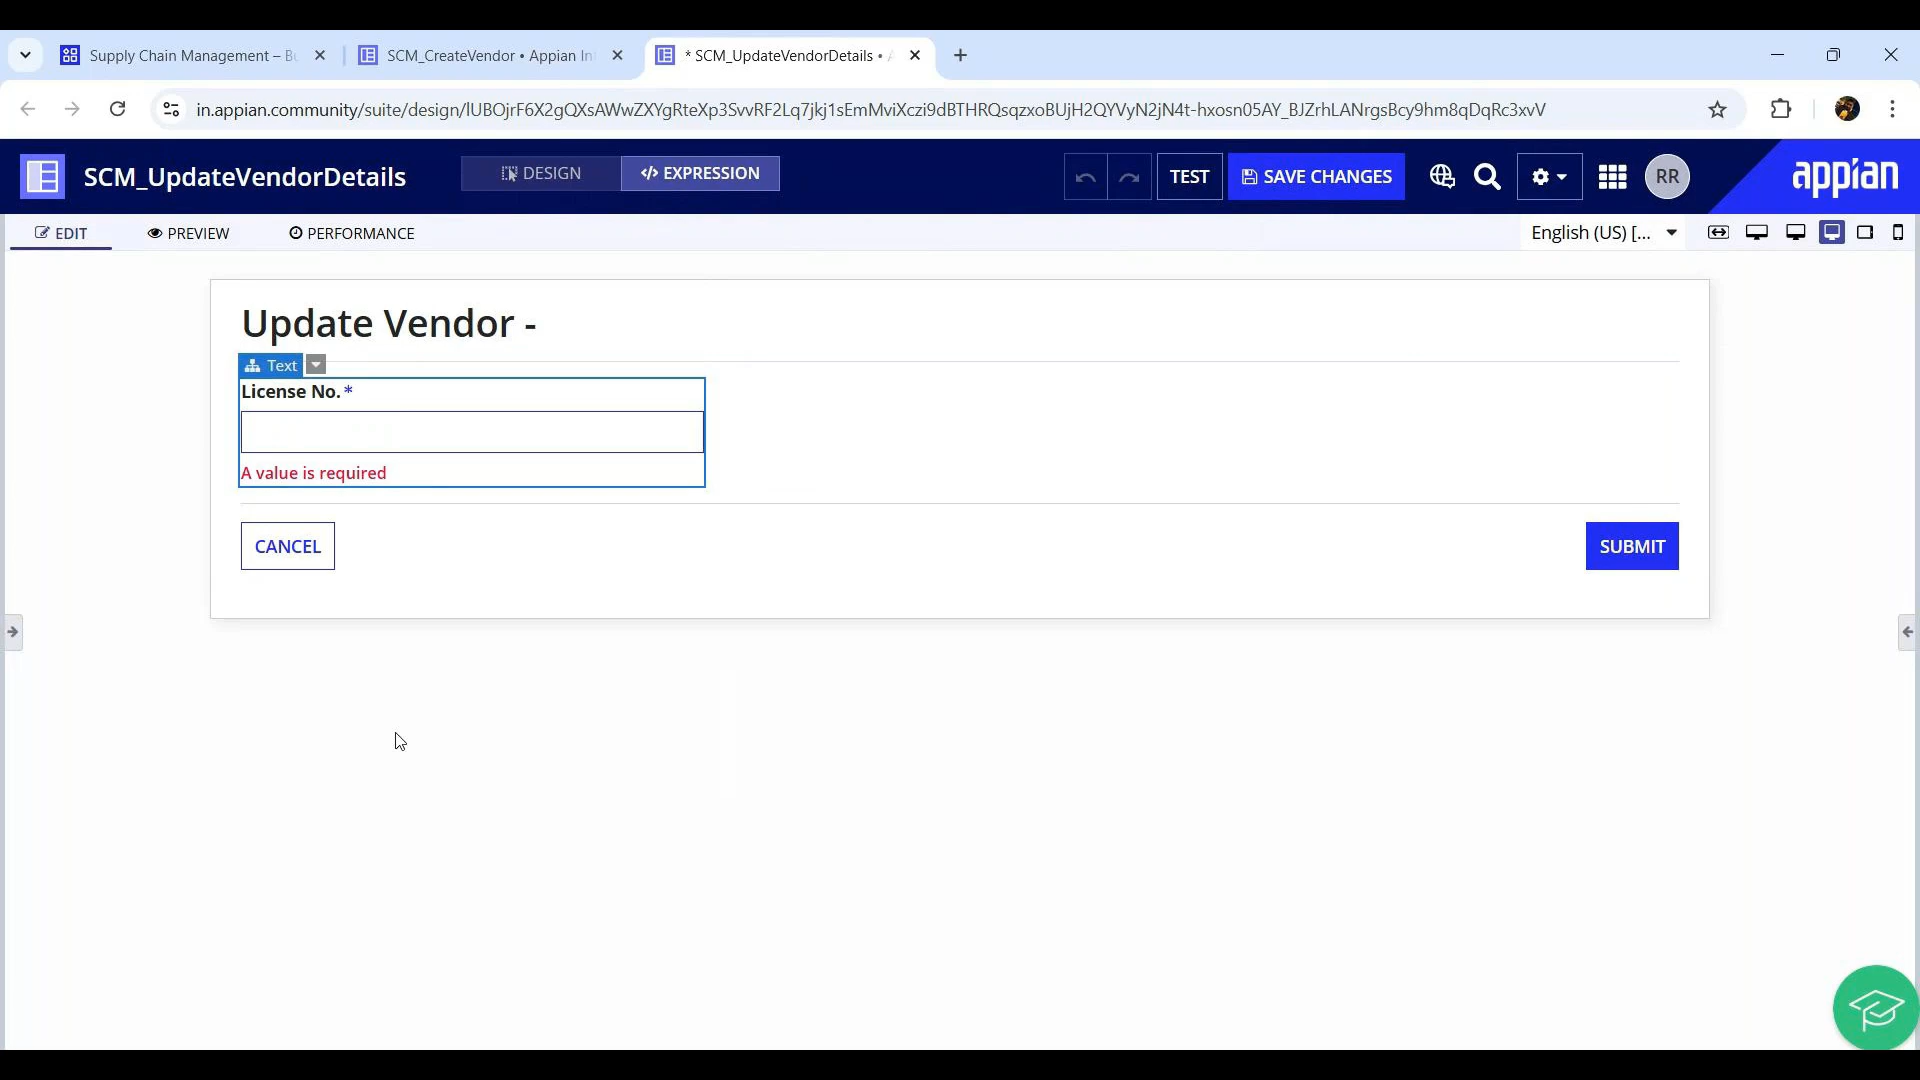 Supply Chain Management – Bu
SCM_CreateVendor • Appian In
* SCM_UpdateVendorDetails •
in.appian.community/suite/design/lUBOjrF6X2gQXsAWwZXYgRteXp3SvvRF2Lq7jkj1sEmMviXczi9dBTHRQsqzxoBUjH2QYVyN2jN4t-hxosn05AY_BJZrhLANrgsBcy9hm8qDqRc3xvV
SCM_UpdateVendorDetails
DESIGN
EXPRESSION
TEST
SAVE CHANGES
RR
appian
EDIT
PREVIEW
PERFORMANCE
English (US) [...
Update Vendor -
Text
License No. *
A value is required
CANCEL
SUBMIT